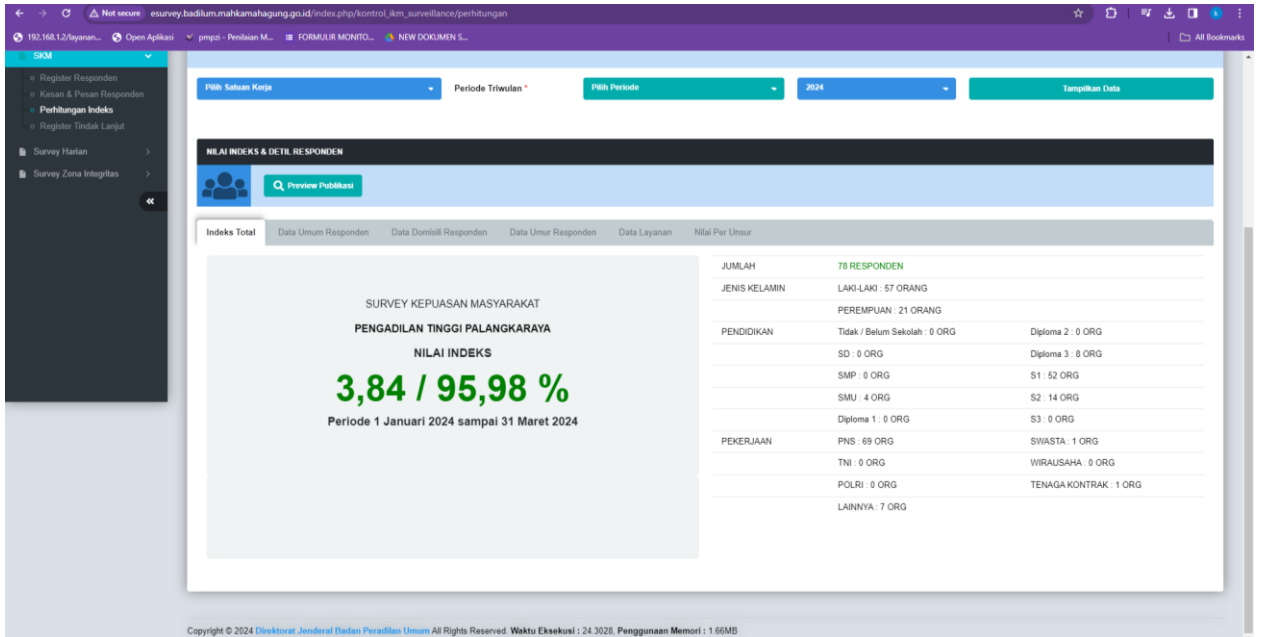 Not secure esurvey.badilum.mahkamahagung.go.id/index.php/kontrol_ikm_surveillance/perhitungan
192.168.1.2/layanan... Open Aplikasi pmpzi - Penilaian M... FORMULIR MONITO... NEW DOKUMEN S... All Bookmarks
SKM
Register Responden
Kesan & Pesan Responden
Perhitungan Indeks
Register Tindak Lanjut
Survey Harian
Survey Zona Integritas
Pilih Satuan Kerja Periode Triwulan * Pilih Periode 2024 Tampilkan Data
NILAI INDEKS & DETIL RESPONDEN
Preview Publikasi
Indeks Total Data Umum Responden Data Domisili Responden Data Umur Responden Data Layanan Nilai Per Unsur
SURVEY KEPUASAN MASYARAKAT
PENGADILAN TINGGI PALANGKARAYA
NILAI INDEKS
3,84 / 95,98 %
Periode 1 Januari 2024 sampai 31 Maret 2024
JUMLAH 78 RESPONDEN
JENIS KELAMIN LAKI-LAKI : 57 ORANG
PEREMPUAN : 21 ORANG
PENDIDIKAN Tidak / Belum Sekolah : 0 ORG Diploma 2 : 0 ORG
SD : 0 ORG Diploma 3 : 8 ORG
SMP : 0 ORG S1 : 52 ORG
SMU : 4 ORG S2 : 14 ORG
Diploma 1 : 0 ORG S3 : 0 ORG
PEKERJAAN PNS : 69 ORG SWASTA : 1 ORG
TNI : 0 ORG WIRAUSAHA : 0 ORG
POLRI : 0 ORG TENAGA KONTRAK : 1 ORG
LAINNYA : 7 ORG
Copyright © 2024 Direktorat Jenderal Badan Peradilan Umum All Rights Reserved. Waktu Eksekusi : 24.3028, Penggunaan Memori : 1.66MB